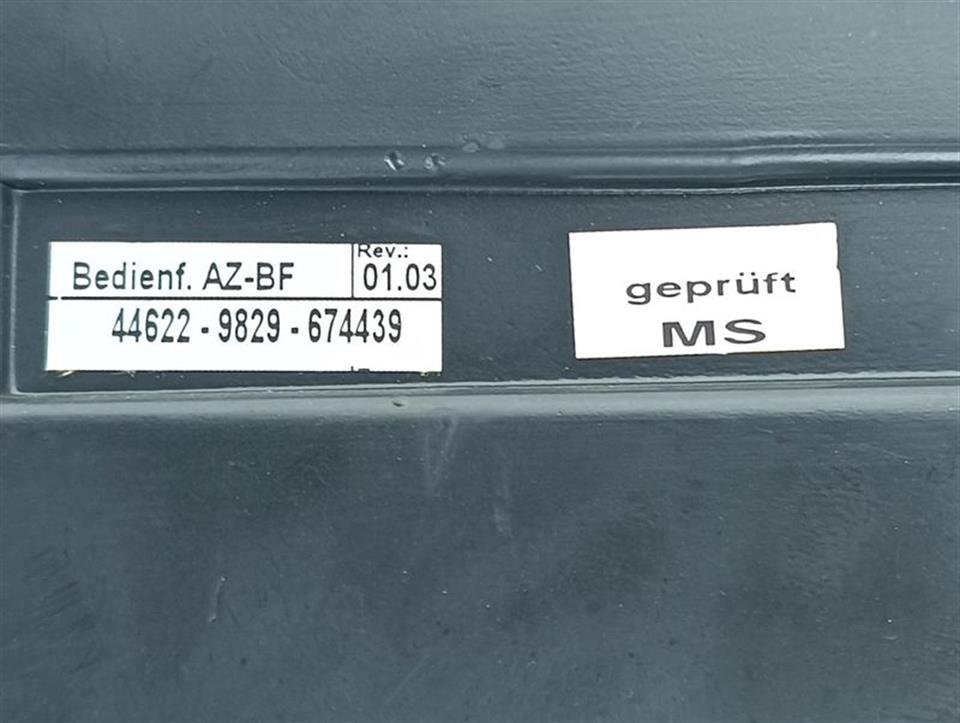 Bedienf. AZ-BF
Rev.:
01.03
44622 - 9829 - 674439
geprüft
MS